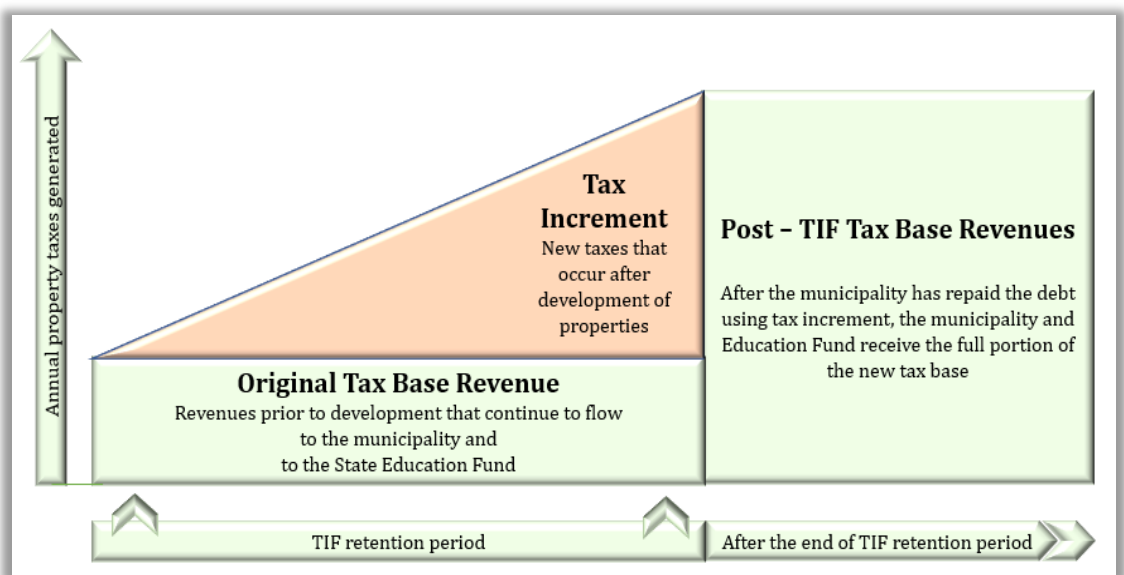 Annual property taxes generated
Tax
Increment
New taxes that
occur after
development of
properties
Original Tax Base Revenue
Revenues prior to development that continue to flow
to the municipality and
to the State Education Fund
Post – TIF Tax Base Revenues
After the municipality has repaid the debt
using tax increment, the municipality and
Education Fund receive the full portion of
the new tax base
TIF retention period
After the end of TIF retention period